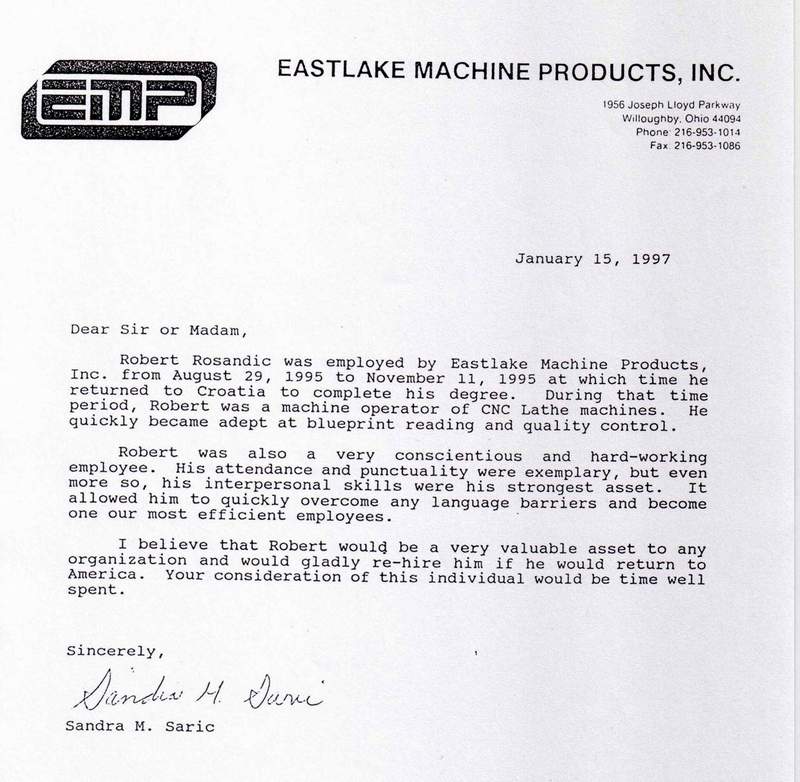 EMP
EASTLAKE MACHINE PRODUCTS, INC.
1956 Joseph Lloyd Parkway
Willoughby, Ohio 44094
Phone: 216-953-1014
Fax: 216-953-1086
January 15, 1997
Dear Sir or Madam,
Robert Rosandic was employed by Eastlake Machine Products,
Inc. from August 29, 1995 to November 11, 1995 at which time he
returned to Croatia to complete his degree. During that time
period, Robert was a machine operator of CNC Lathe machines. He
quickly became adept at blueprint reading and quality control.
Robert was also a very conscientious and hard-working
employee. His attendance and punctuality were exemplary, but even
more so, his interpersonal skills were his strongest asset. It
allowed him to quickly overcome any language barriers and become
one our most efficient employees.
I believe that Robert would be a very valuable asset to any
organization and would gladly re-hire him if he would return to
America. Your consideration of this individual would be time well
spent.
Sincerely,
Sandra M. Saric
Sandra M. Saric